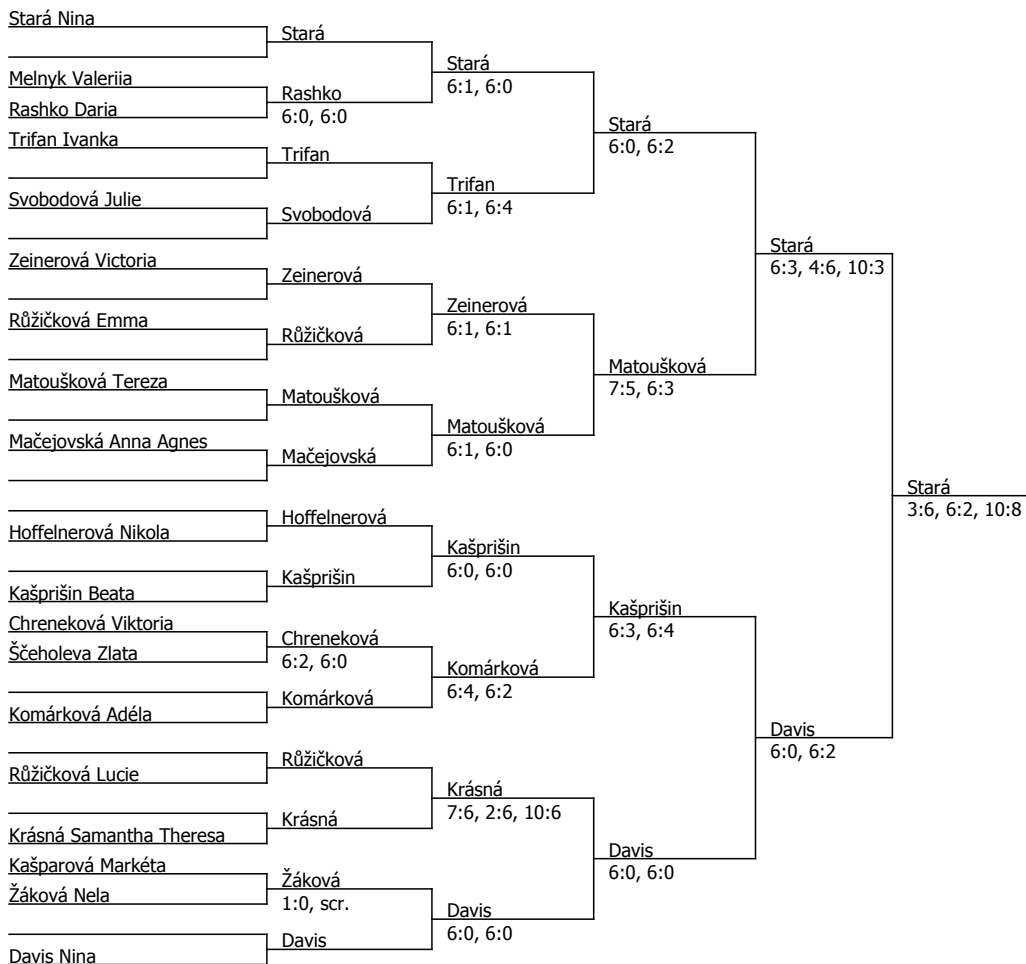 Stará Nina
Melnyk Valeriia
Rashko Daria
Trifan Ivanka
Svobodová Julie
Zeinerová Victoria
Růžičková Emma
Matoušková Tereza
Mačejovská Anna Agnes
Hoffelnerová Nikola
Kašprišin Beata
Chreneková Viktoria
Ščeholeva Zlata
Komárková Adéla
Růžičková Lucie
Krásná Samantha Theresa
Kašparová Markéta
Žáková Nela
Davis Nina
Stará
Rashko
6:0, 6:0
Trifan
Svobodová
Zeinerová
Růžičková
Matoušková
Mačejovská
Hoffelnerová
Kašprišin
Chreneková
6:2, 6:0
Komárková
Růžičková
Krásná
Žáková
1:0, scr.
Davis
Stará
6:1, 6:0
Trifan
6:1, 6:4
Zeinerová
6:1, 6:1
Matoušková
6:1, 6:0
Kašprišin
6:0, 6:0
Komárková
6:4, 6:2
Krásná
7:6, 2:6, 10:6
Davis
6:0, 6:0
Stará
6:0, 6:2
Matoušková
7:5, 6:3
Kašprišin
6:3, 6:4
Davis
6:0, 6:0
Stará
6:3, 4:6, 10:3
Davis
6:0, 6:2
Stará
3:6, 6:2, 10:8